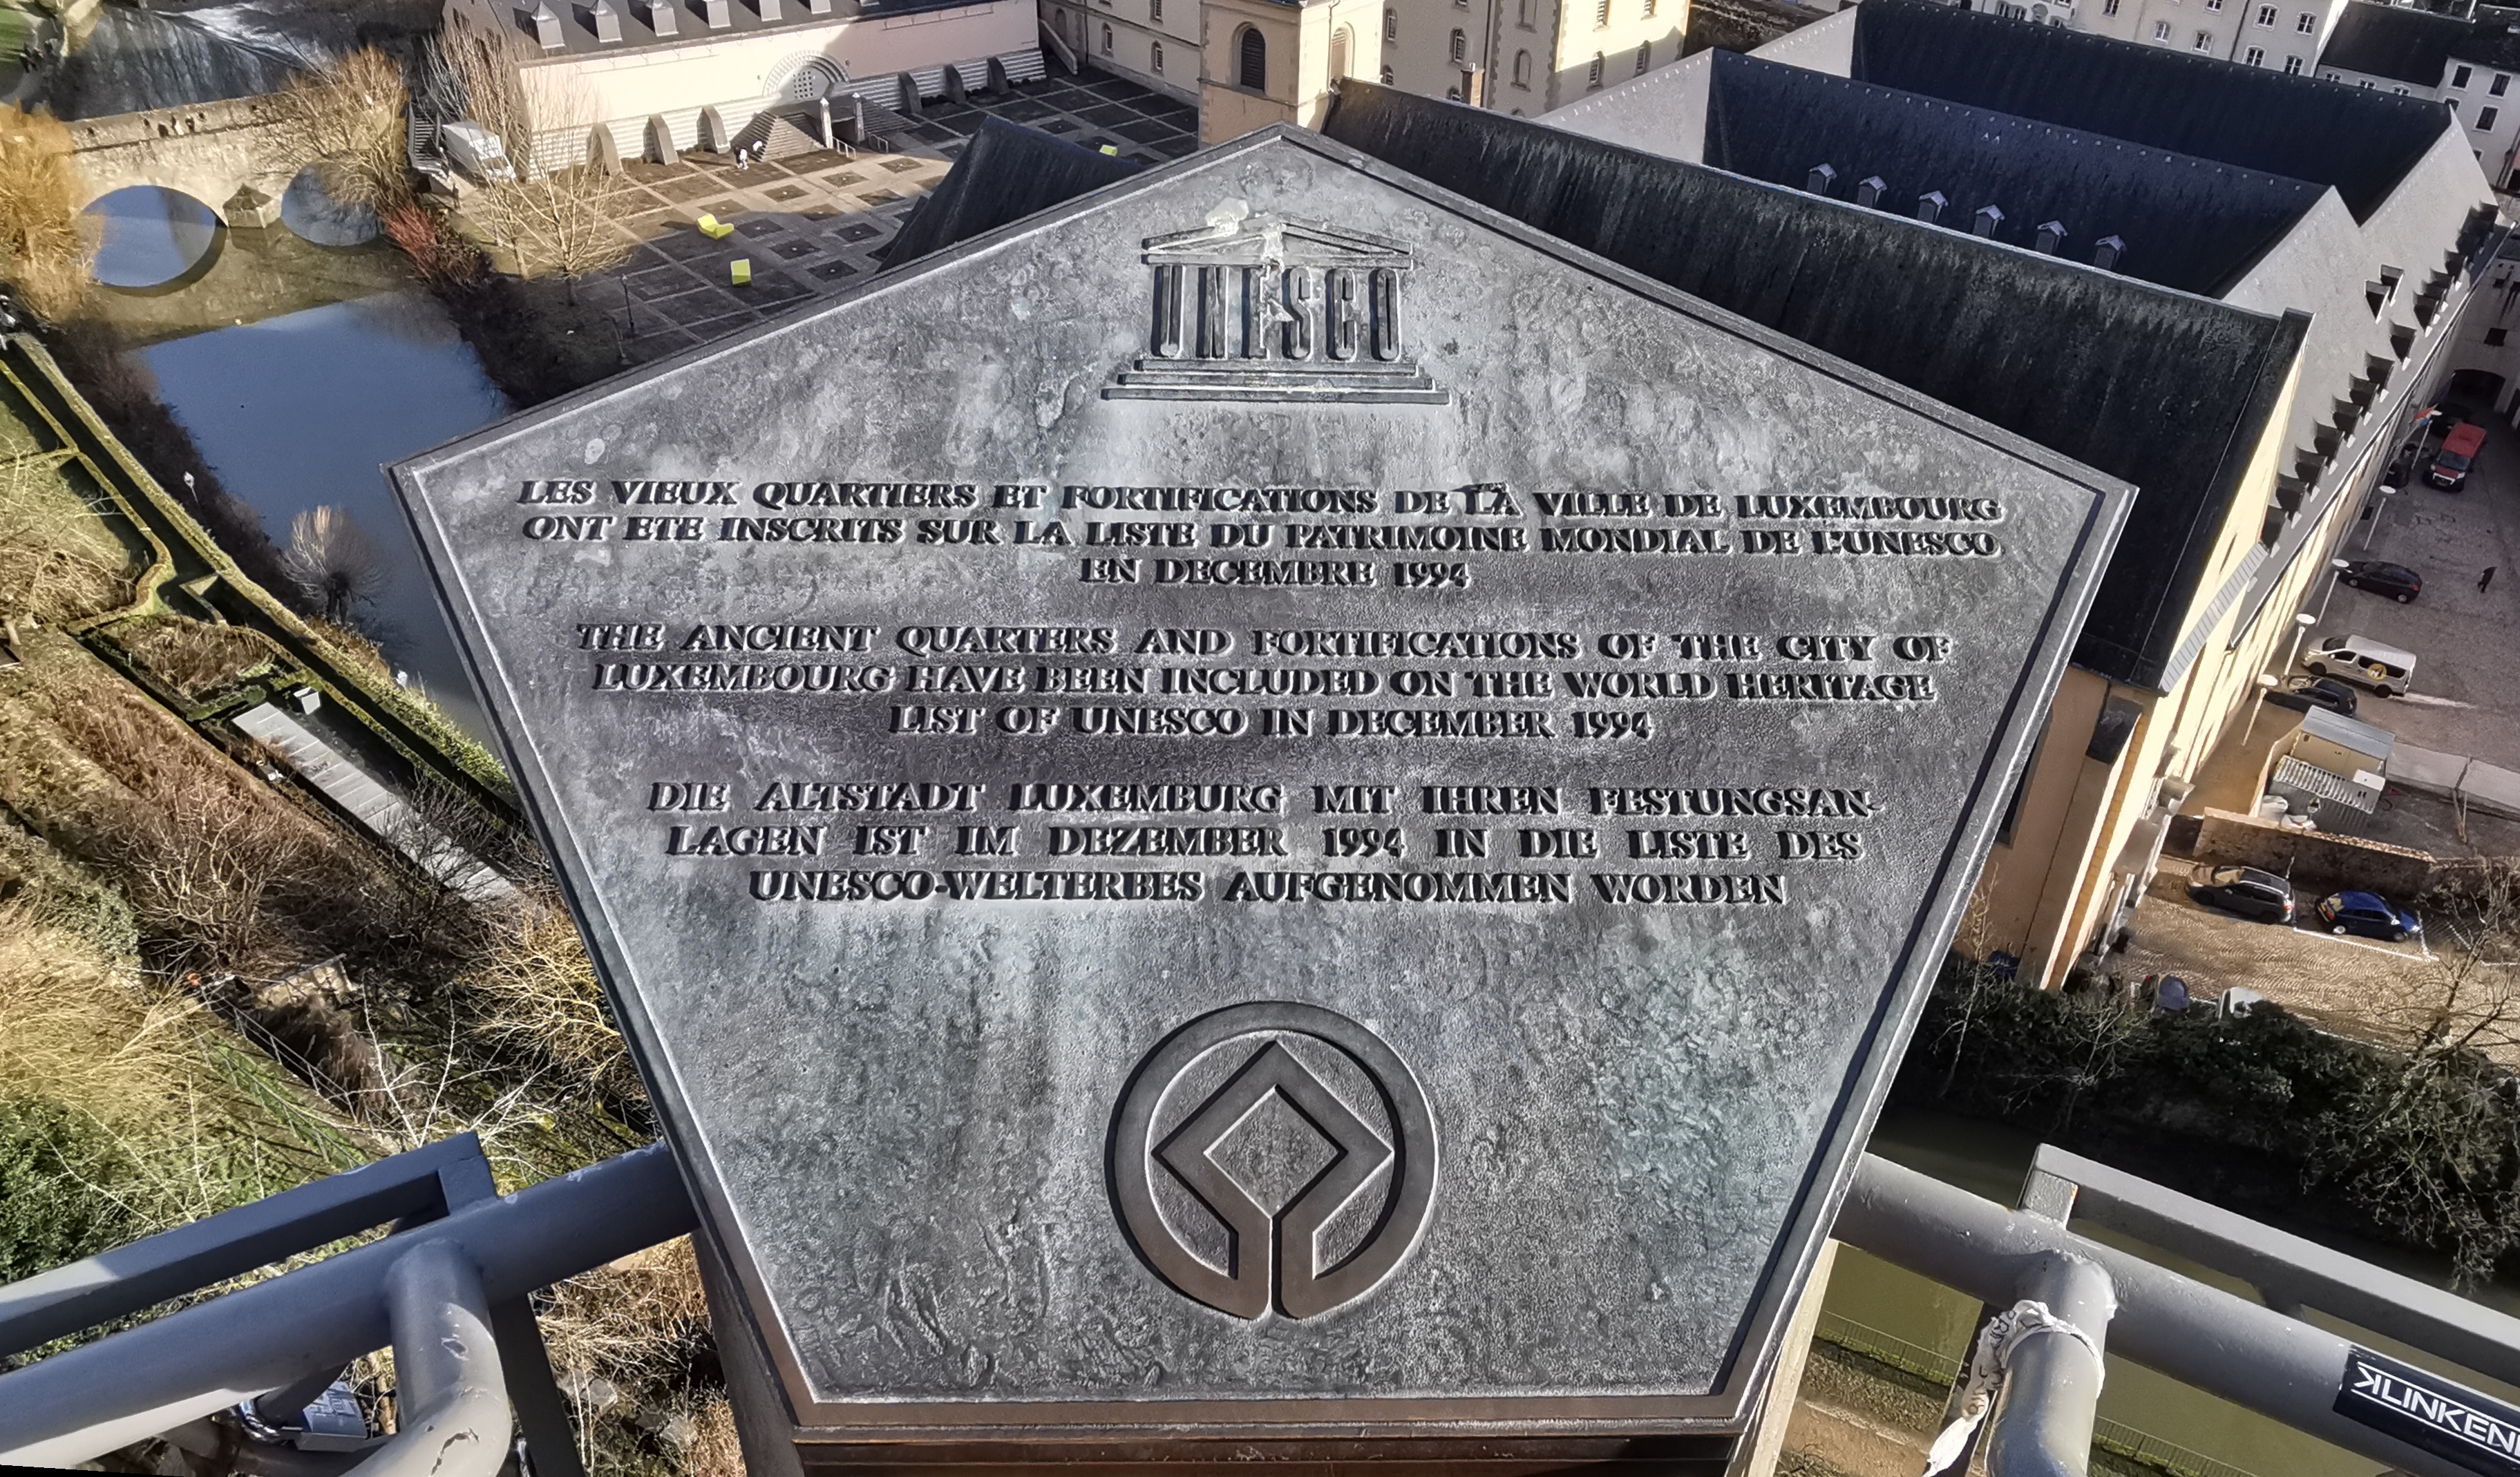 UNESCO
LES VIEUX QUARTIERS ET FORTIFICATIONS DE LA VILLE DE LUXEMBOURG
ONT ETE INSCRITS SUR LA LISTE DU PATRIMOINE MONDIAL DE L'UNESCO
EN DECEMBRE 1994
THE ANCIENT QUARTERS AND FORTIFICATIONS OF THE CITY OF
LUXEMBOURG HAVE BEEN INCLUDED ON THE WORLD HERITAGE
LIST OF UNESCO IN DECEMBER 1994
DIE ALTSTADT LUXEMBURG MIT IHREN FESTUNGSAN-
LAGEN IST IM DEZEMBER 1994 IN DIE LISTE DES
UNESCO-WELTERBES AUFGENOMMEN WORDEN
KLINKEN